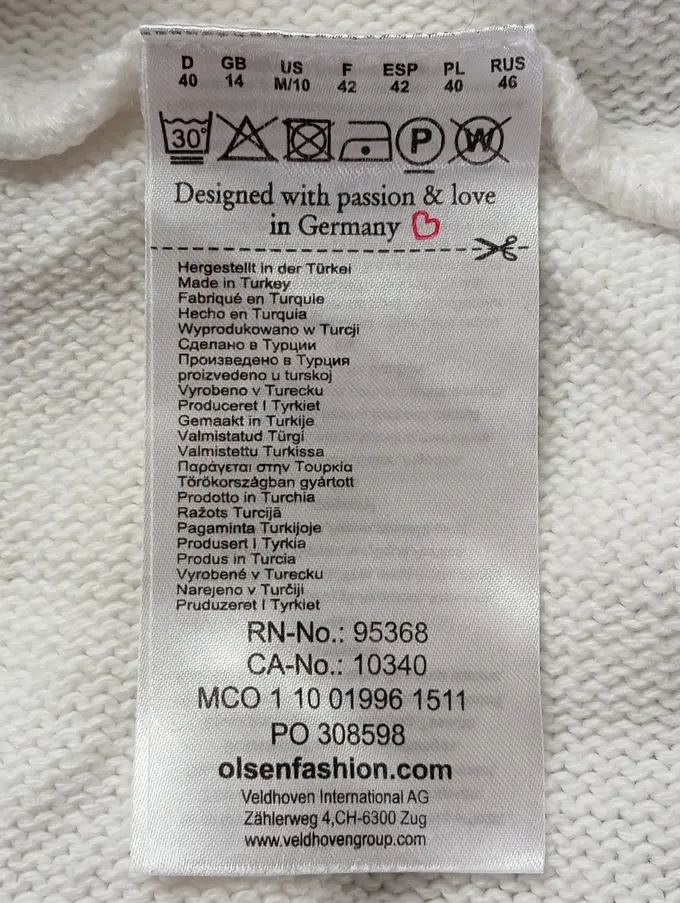 D GB US F ESP PL RUS
40 14 M/10 42 42 40 46
30° P W
Designed with passion & love
in Germany
Hergestellt in der Türkei
Made in Turkey
Fabriqué en Turquie
Hecho en Turquia
Wyprodukowano w Turcji
Сделано в Турции
Произведено в Турция
proizvedeno u turskoj
Vyrobeno v Turecku
Produceret I Tyrkiet
Gemaakt in Turkije
Valmistatud Türgi
Valmistettu Turkissa
Παράγεται στην Τουρκία
Törökországban gyártott
Prodotto in Turchia
Ražots Turcijā
Pagaminta Turkijoje
Produsert I Tyrkia
Produs in Turcia
Vyrobené v Turecku
Narejeno v Turčiji
Pruduzeret I Tyrkiet
RN-No.: 95368
CA-No.: 10340
MCO 1 10 01996 1511
PO 308598
olsenfashion.com
Veldhoven International AG
Zählerweg 4,CH-6300 Zug
www.veldhovengroup.com